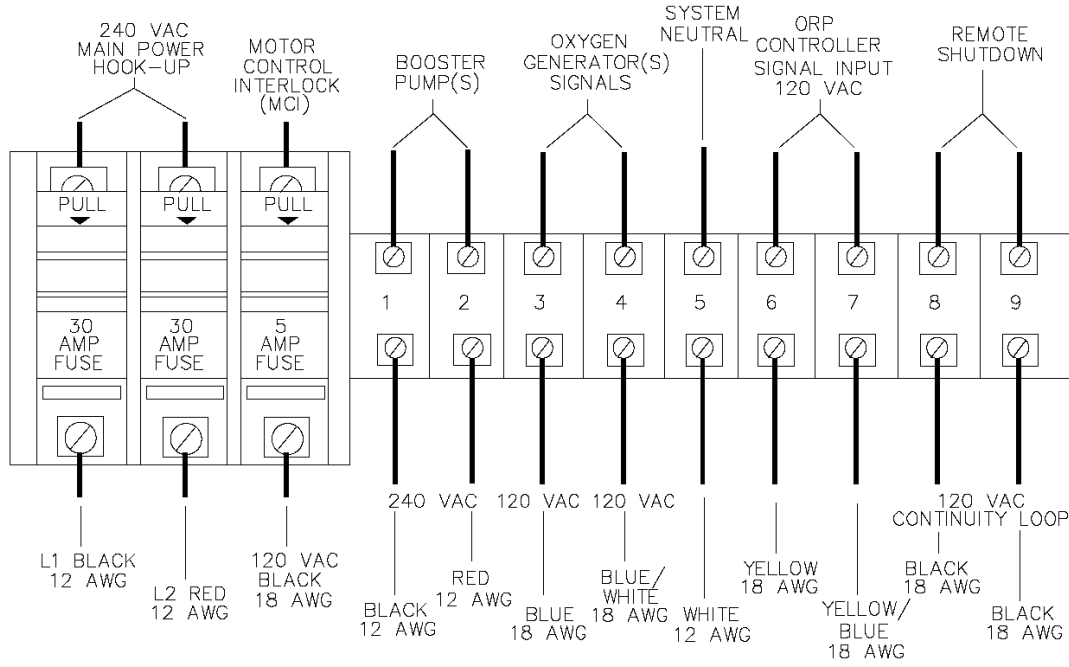 240 VAC
MAIN POWER
HOOK-UP
MOTOR
CONTROL
INTERLOCK
(MCI)
BOOSTER
PUMP(S)
OXYGEN
GENERATOR(S)
SIGNALS
SYSTEM
NEUTRAL
ORP
CONTROLLER
SIGNAL INPUT
120 VAC
REMOTE
SHUTDOWN
PULL
PULL
PULL
30
AMP
FUSE
30
AMP
FUSE
5
AMP
FUSE
1
2
3
4
5
6
7
8
9
240 VAC
120 VAC
120 VAC
120 VAC
CONTINUITY LOOP
L1 BLACK
12 AWG
L2 RED
12 AWG
120 VAC
BLACK
18 AWG
BLACK
12 AWG
RED
12 AWG
BLUE
18 AWG
BLUE/
WHITE
18 AWG
WHITE
12 AWG
YELLOW
18 AWG
YELLOW/
BLUE
18 AWG
BLACK
18 AWG
BLACK
18 AWG